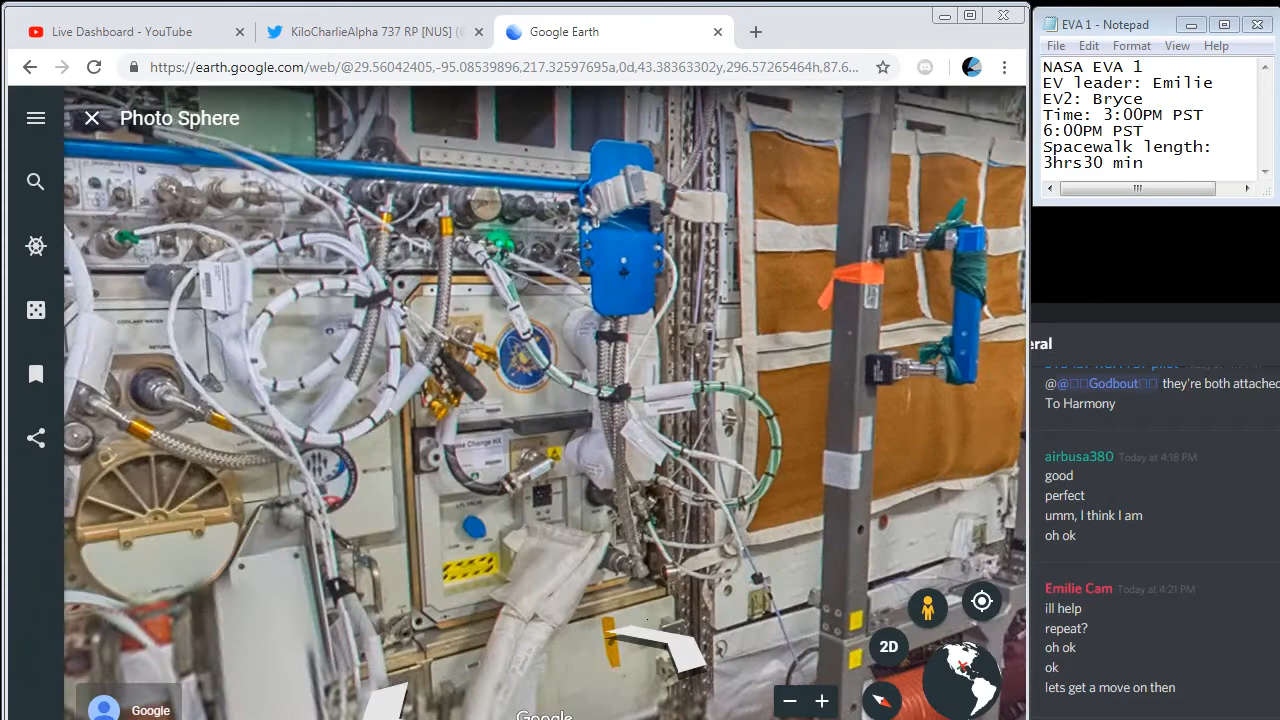 Live Dashboard - YouTube
KiloCharlieAlpha 737 RP [NUS]
Google Earth
https://earth.google.com/web/@29.56042405,-95.08539896,217.32597695a,0d,43.38363302y,296.57265464h,87.6...
Photo Sphere
COOLANT WATER
RETURN
2D
Google
Google
EVA 1 - Notepad
File Edit Format View Help
NASA EVA 1
EV leader: Emilie
EV2: Bryce
Time: 3:00PM PST
6:00PM PST
Spacewalk length:
3hrs30 min
eral
@Godbout they're both attached
To Harmony
airbusa380 Today at 4:18 PM
good
perfect
umm, I think I am
oh ok
Emilie Cam Today at 4:21 PM
ill help
repeat?
oh ok
ok
lets get a move on then